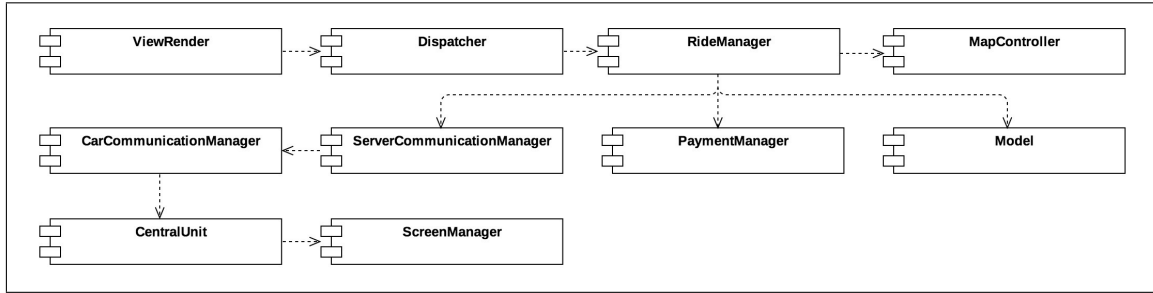 ViewRender
Dispatcher
RideManager
MapController
CarCommunicationManager
ServerCommunicationManager
PaymentManager
Model
CentralUnit
ScreenManager